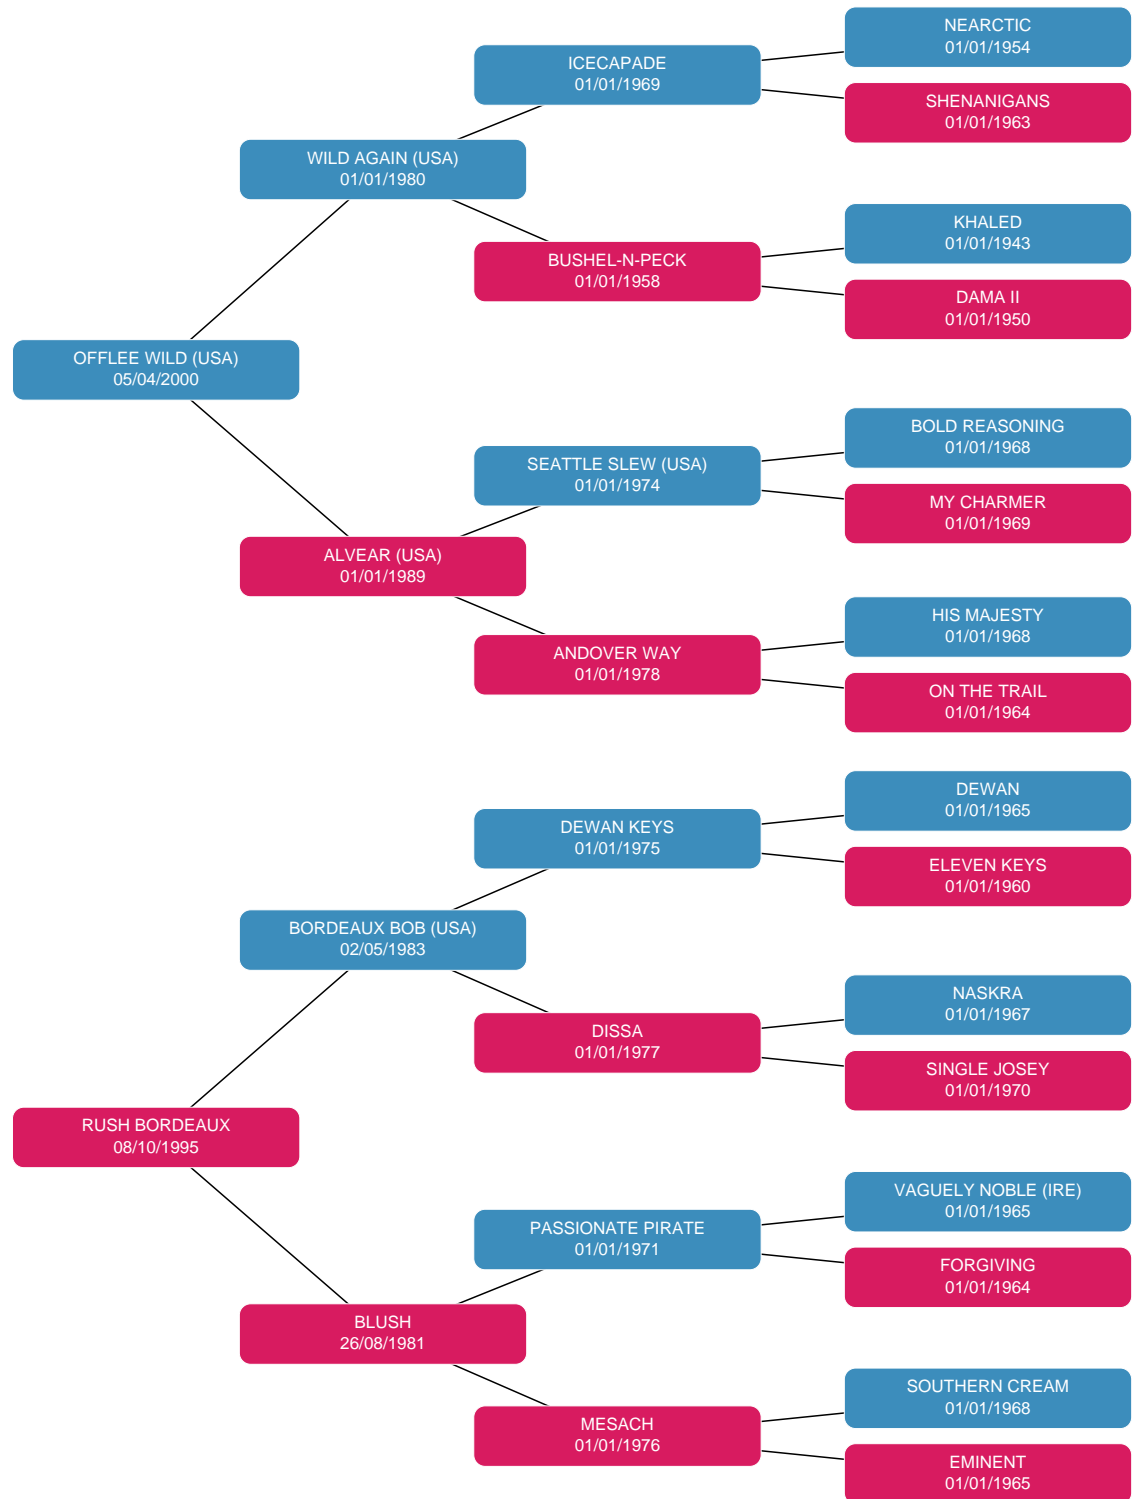 NEARCTIC
01/01/1954
ICECAPADE
01/01/1969
SHENANIGANS
01/01/1963
WILD AGAIN (USA)
01/01/1980
KHALED
01/01/1943
BUSHEL-N-PECK
01/01/1958
DAMA II
01/01/1950
OFFLEE WILD (USA)
05/04/2000
BOLD REASONING
01/01/1968
SEATTLE SLEW (USA)
01/01/1974
MY CHARMER
01/01/1969
ALVEAR (USA)
01/01/1989
HIS MAJESTY
01/01/1968
ANDOVER WAY
01/01/1978
ON THE TRAIL
01/01/1964
DEWAN
01/01/1965
DEWAN KEYS
01/01/1975
ELEVEN KEYS
01/01/1960
BORDEAUX BOB (USA)
02/05/1983
NASKRA
01/01/1967
DISSA
01/01/1977
SINGLE JOSEY
01/01/1970
RUSH BORDEAUX
08/10/1995
VAGUELY NOBLE (IRE)
01/01/1965
PASSIONATE PIRATE
01/01/1971
FORGIVING
01/01/1964
BLUSH
26/08/1981
SOUTHERN CREAM
01/01/1968
MESACH
01/01/1976
EMINENT
01/01/1965